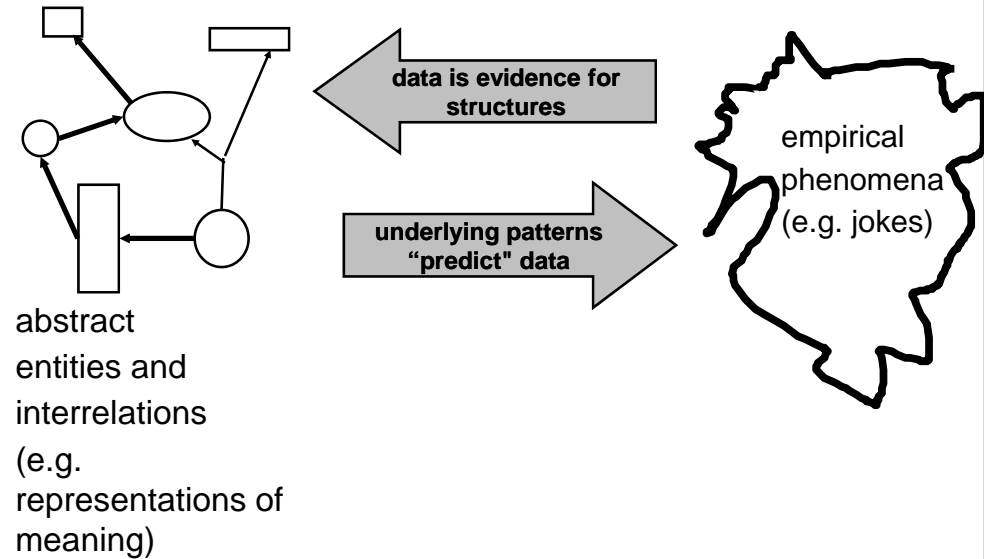 data is evidence for
structures
empirical
phenomena
(e.g. jokes)
underlying patterns
“predict" data
abstract
entities and
interrelations
(e.g.
representations of
meaning)